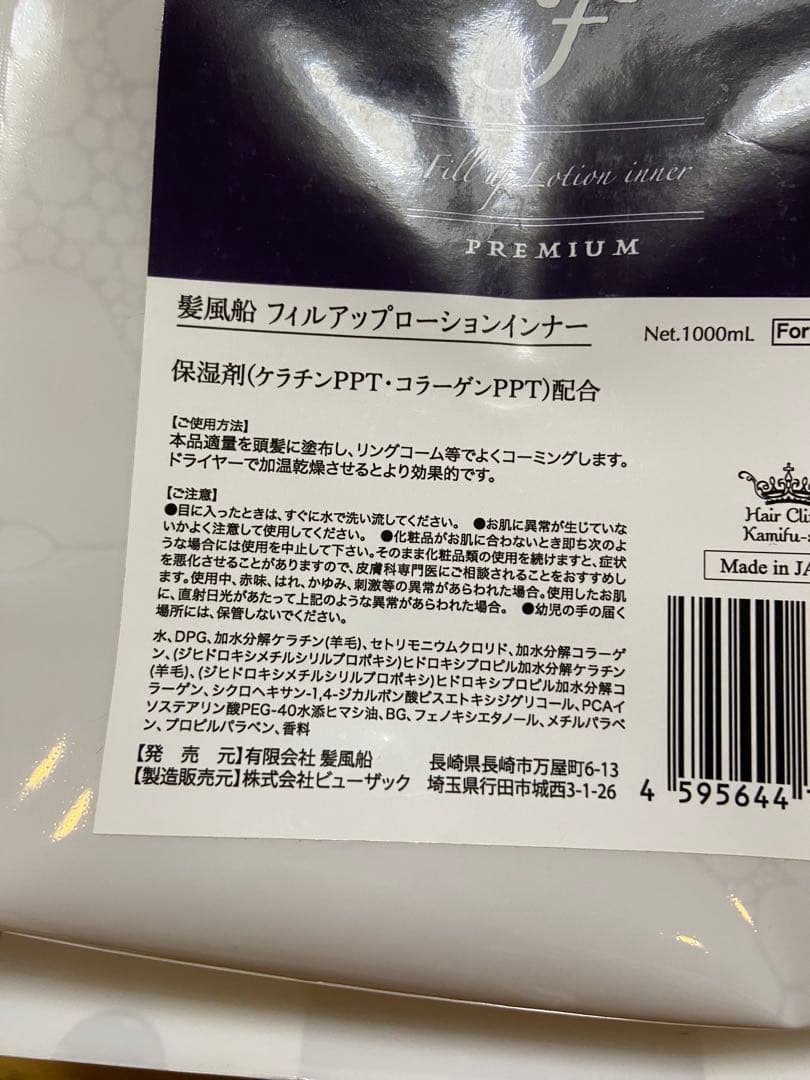 Fill up Lotion inner
PREMIUM
髪風船 フィルアップローションインナー
Net.1000mL
For
保湿剤(ケラチンPPT・コラーゲンPPT)配合
【ご使用方法】
本品適量を頭髪に塗布し、リングコーム等でよくコーミングします。
ドライヤーで加温乾燥させるとより効果的です。
【ご注意】
●目に入ったときは、すぐに水で洗い流してください。 ●お肌に異常が生じていな
いかよく注意して使用してください。 ●化粧品がお肌に合わないとき即ち次のよ
うな場合には使用を中止して下さい。そのまま化粧品類の使用を続けますと、症状
を悪化させることがありますので、皮膚科専門医にご相談されることをおすすめし
ます。使用中、赤味、はれ、かゆみ、刺激等の異常があらわれた場合。使用したお肌
に、直射日光があたって上記のような異常があらわれた場合。 ●幼児の手の届く
場所には、保管しないでください。
Hair Cli
Kamifu-
Made in JA
水、DPG、加水分解ケラチン(羊毛)、セトリモニウムクロリド、加水分解コラーゲ
ン、(ジヒドロキシメチルシリルプロポキシ)ヒドロキシプロピル加水分解ケラチン
(羊毛)、(ジヒドロキシメチルシリルプロポキシ)ヒドロキシプロピル加水分解コ
ラーゲン、シクロヘキサン-1,4-ジカルボン酸ビスエトキシジグリコール、PCAイ
ソステアリン酸PEG-40水添ヒマシ油、BG、フェノキシエタノール、メチルパラベ
ン、プロピルパラベン、香料
【発 売 元】有限会社 髪風船 長崎県長崎市万屋町6-13
【製造販売元】株式会社ビューザック 埼玉県行田市城西3-1-26
4 595644